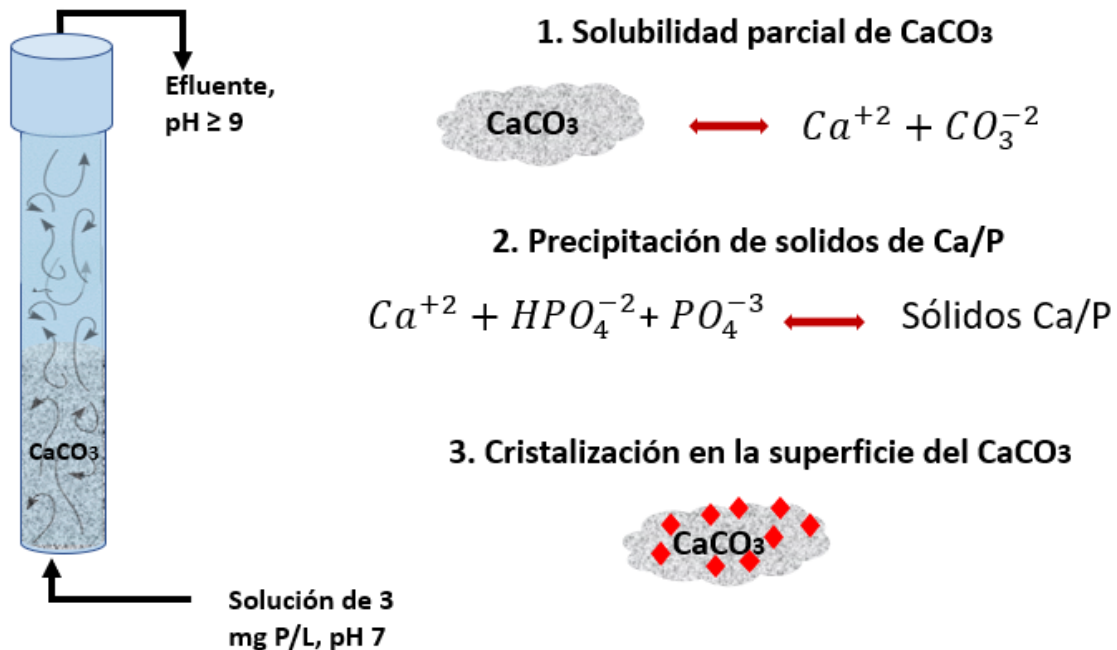 Efluente,
pH ≥ 9
CaCO₃
Solución de 3
mg P/L, pH 7
1. Solubilidad parcial de CaCO₃
CaCO₃ ↔ Ca⁺² + CO₃⁻²
2. Precipitación de solidos de Ca/P
Ca⁺² + HPO₄⁻² + PO₄⁻³ ↔ Sólidos Ca/P
3. Cristalización en la superficie del CaCO₃
CaCO₃